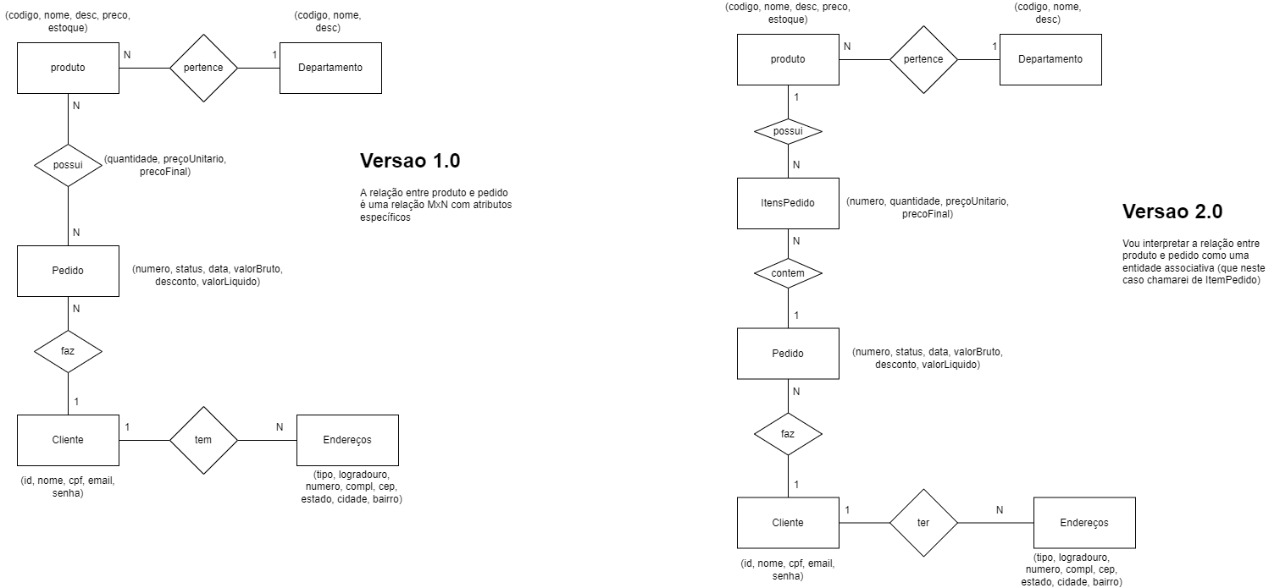 (codigo, nome, desc, preco,
estoque)
(codigo, nome,
desc)
produto
N
pertence
1
Departamento
N
possui
(quantidade, preçoUnitario,
precoFinal)
Versao 1.0
A relação entre produto e pedido
é uma relação MxN com atributos
específicos
N
Pedido
(numero, status, data, valorBruto,
desconto, valorLiquido)
N
faz
1
Cliente
1
tem
N
Endereços
(id, nome, cpf, email,
senha)
(tipo, logradouro,
numero, compl, cep,
estado, cidade, bairro)
(codigo, nome, desc, preco,
estoque)
(codigo, nome,
desc)
produto
N
pertence
1
Departamento
1
possui
N
ItensPedido
(numero, quantidade, preçoUnitario,
precoFinal)
Versao 2.0
Vou interpretar a relação entre
produto e pedido como uma
entidade associativa (que neste
caso chamarei de ItemPedido)
N
contem
1
Pedido
(numero, status, data, valorBruto,
desconto, valorLiquido)
N
faz
1
Cliente
1
ter
N
Endereços
(id, nome, cpf, email,
senha)
(tipo, logradouro,
numero, compl, cep,
estado, cidade, bairro)